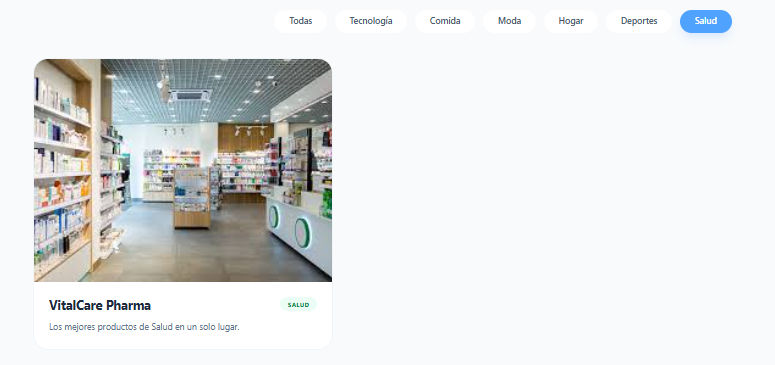 Todas Tecnología Comida Moda Hogar Deportes Salud
VitalCare Pharma SALUD
Los mejores productos de Salud en un solo lugar.